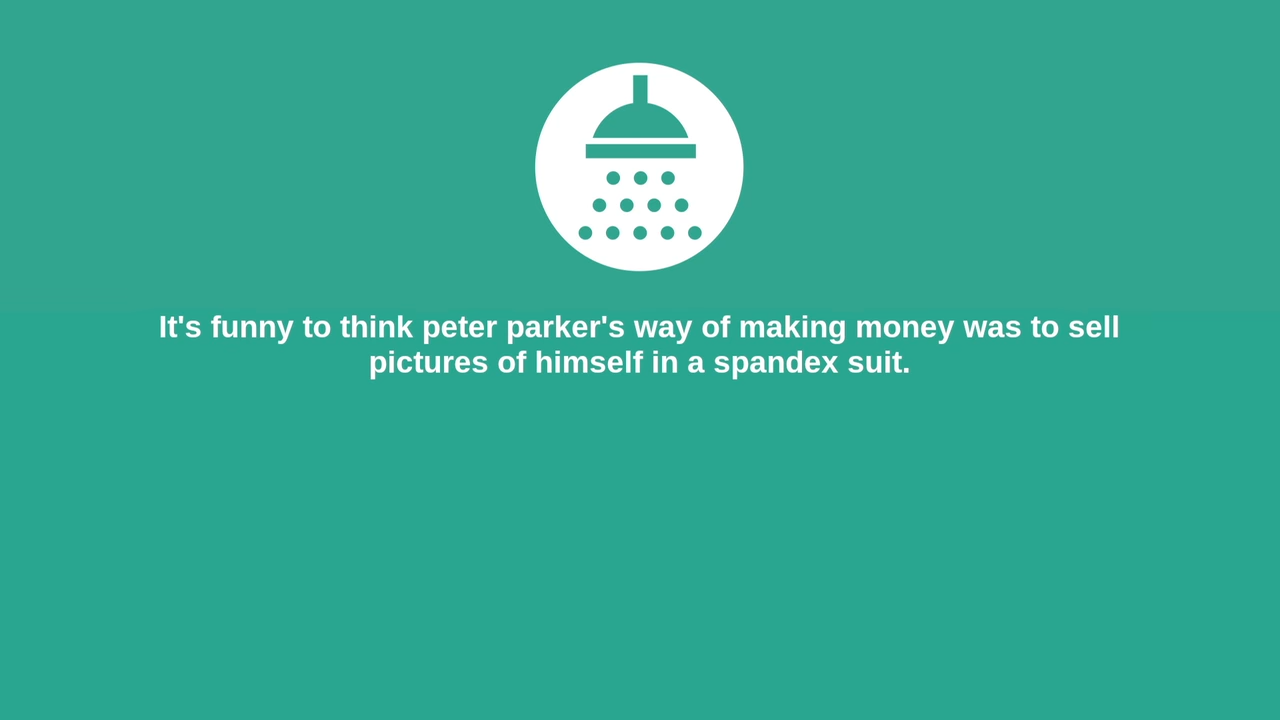 It's funny to think peter parker's way of making money was to sell
pictures of himself in a spandex suit.